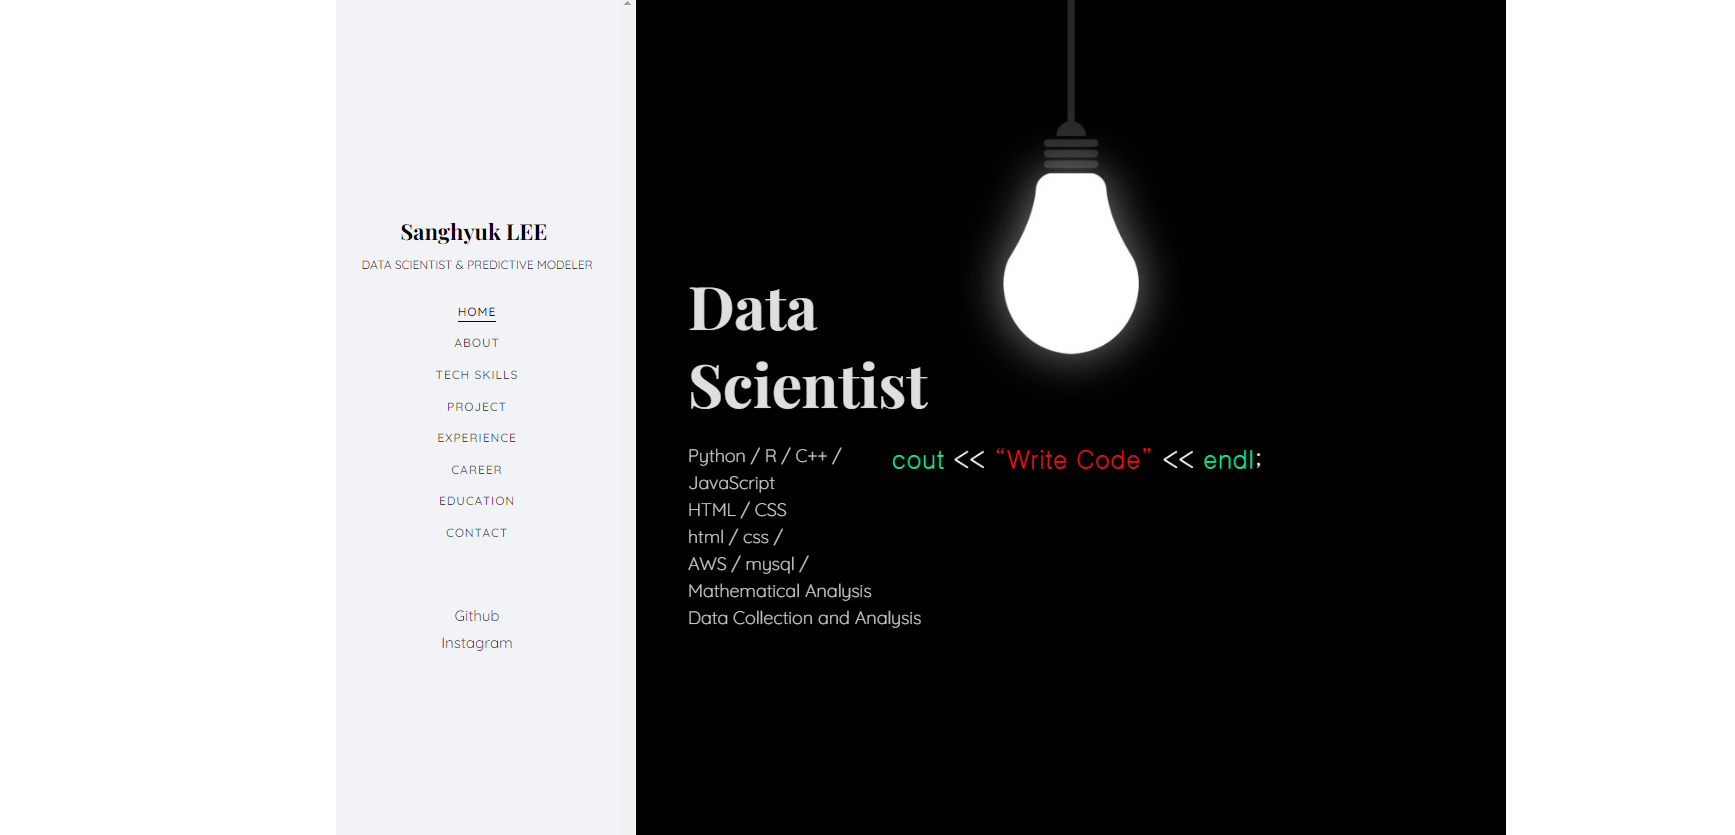 Sanghyuk LEE
DATA SCIENTIST & PREDICTIVE MODELER
HOME
ABOUT
TECH SKILLS
PROJECT
EXPERIENCE
CAREER
EDUCATION
CONTACT
Github
Instagram
Data
Scientist
Python / R / C++ /
JavaScript
HTML / CSS
html / css /
AWS / mysql /
Mathematical Analysis
Data Collection and Analysis
cout << “Write Code” << endl;